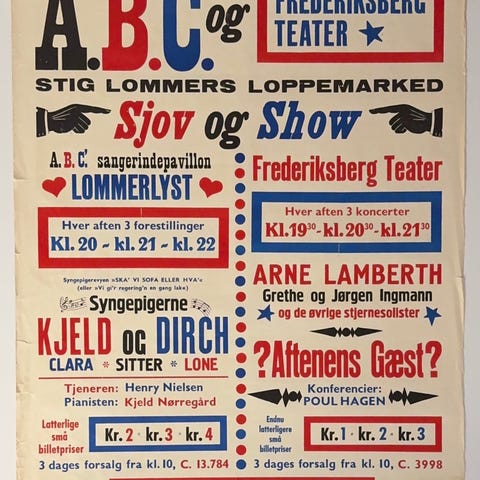 A.B.C. og
FREDERIKSBERG
TEATER
STIG LOMMERS LOPPEMARKED
Sjov og Show
A.B.C.' sangerindepavillon
LOMMERLYST
Hver aften 3 forestillinger
Kl. 20 - kl. 21 - kl. 22
Syngepigerevyen »SKA' VI SOFA ELLER HVA'«
(eller »Vi gi'r regering'n en gang lake)
Syngepigerne
KJELD OG DIRCH
CLARA * SITTER * LONE
Tjeneren: Henry Nielsen
Pianisten: Kjeld Nørregård
Latterlige
små
billetpriser
Kr. 2 · kr. 3 · kr. 4
3 dages forsalg fra kl. 10, C. 13.784
Frederiksberg Teater
Hver aften 3 koncerter
Kl. 19³⁰ - kl. 20³⁰ - kl. 21³⁰
ARNE LAMBERTH
Grethe og Jørgen Ingmann
og de øvrige stjernesolister
?Aftenens Gæst?
Konferencier:
POUL HAGEN
Endnu
latterligere
små
billetpriser
Kr. 1 · kr. 2 · kr. 3
3 dages forsalg fra kl. 10, C. 3998